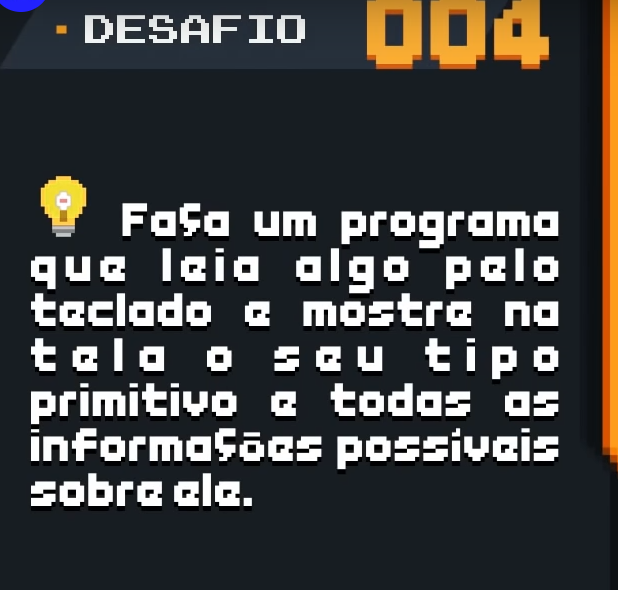 DESAFIO 004
Faça um programa
que leia algo pelo
teclado e mostre na
tela o seu tipo
primitivo e todas as
informações possíveis
sobre ele.